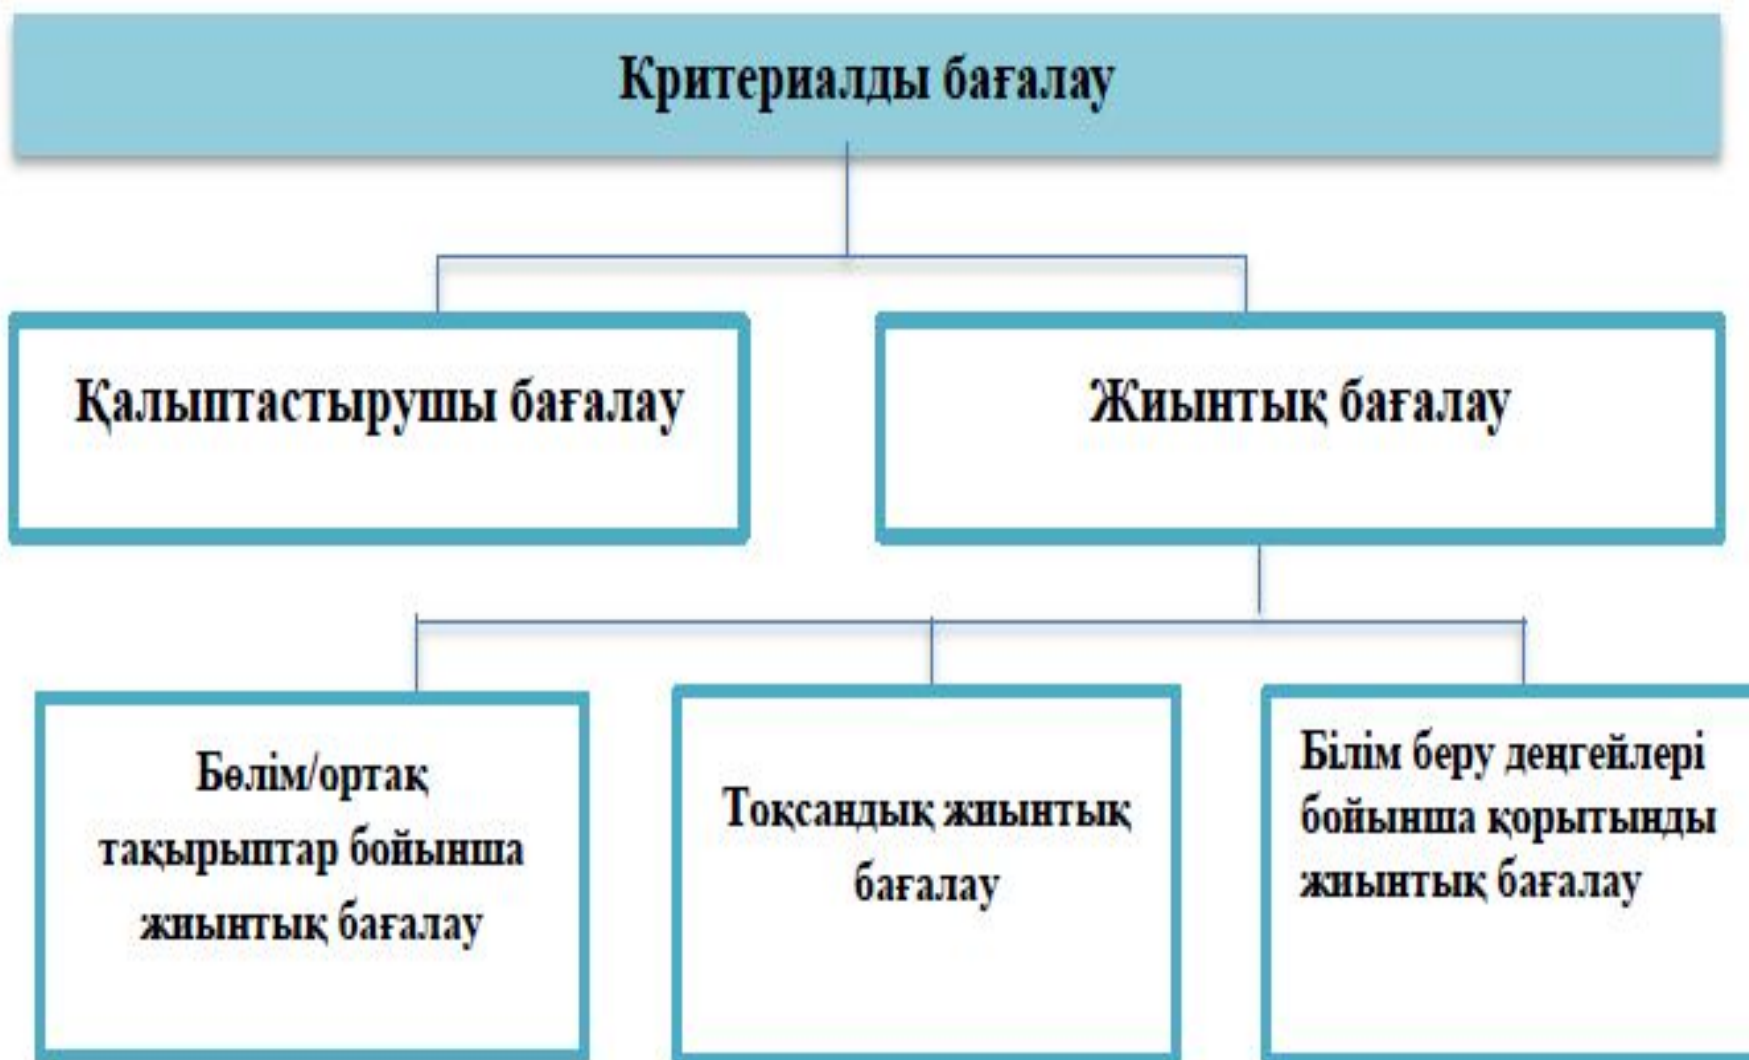 Критериалды бағалау
Қалыптастырушы бағалау
Жиынтық бағалау
Бөлім/ортақ
тақырыптар бойынша
жиынтық бағалау
Тоқсандық жиынтық
бағалау
Білім беру деңгейлері
бойынша қорытынды
жиынтық бағалау